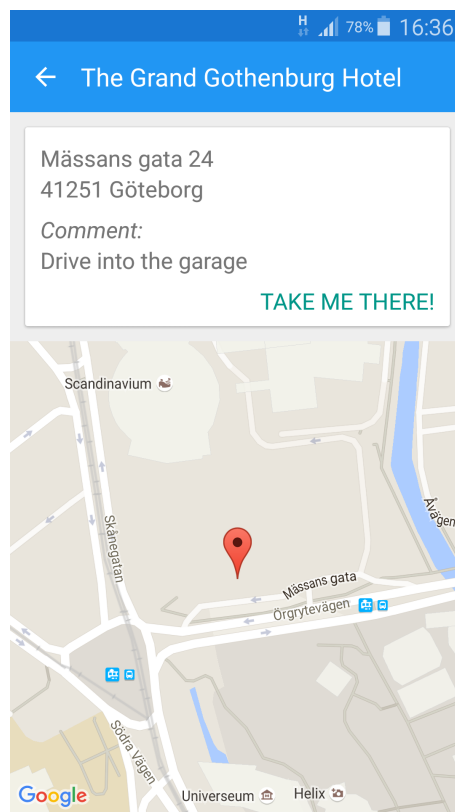 H 78% 16:36
The Grand Gothenburg Hotel
Mässans gata 24
41251 Göteborg
Comment:
Drive into the garage
TAKE ME THERE!
Scandinavium
Åvägen
Skånegatan
Mässans gata
Örgrytevägen
Södra Vägen
Universeum
Helix
Google